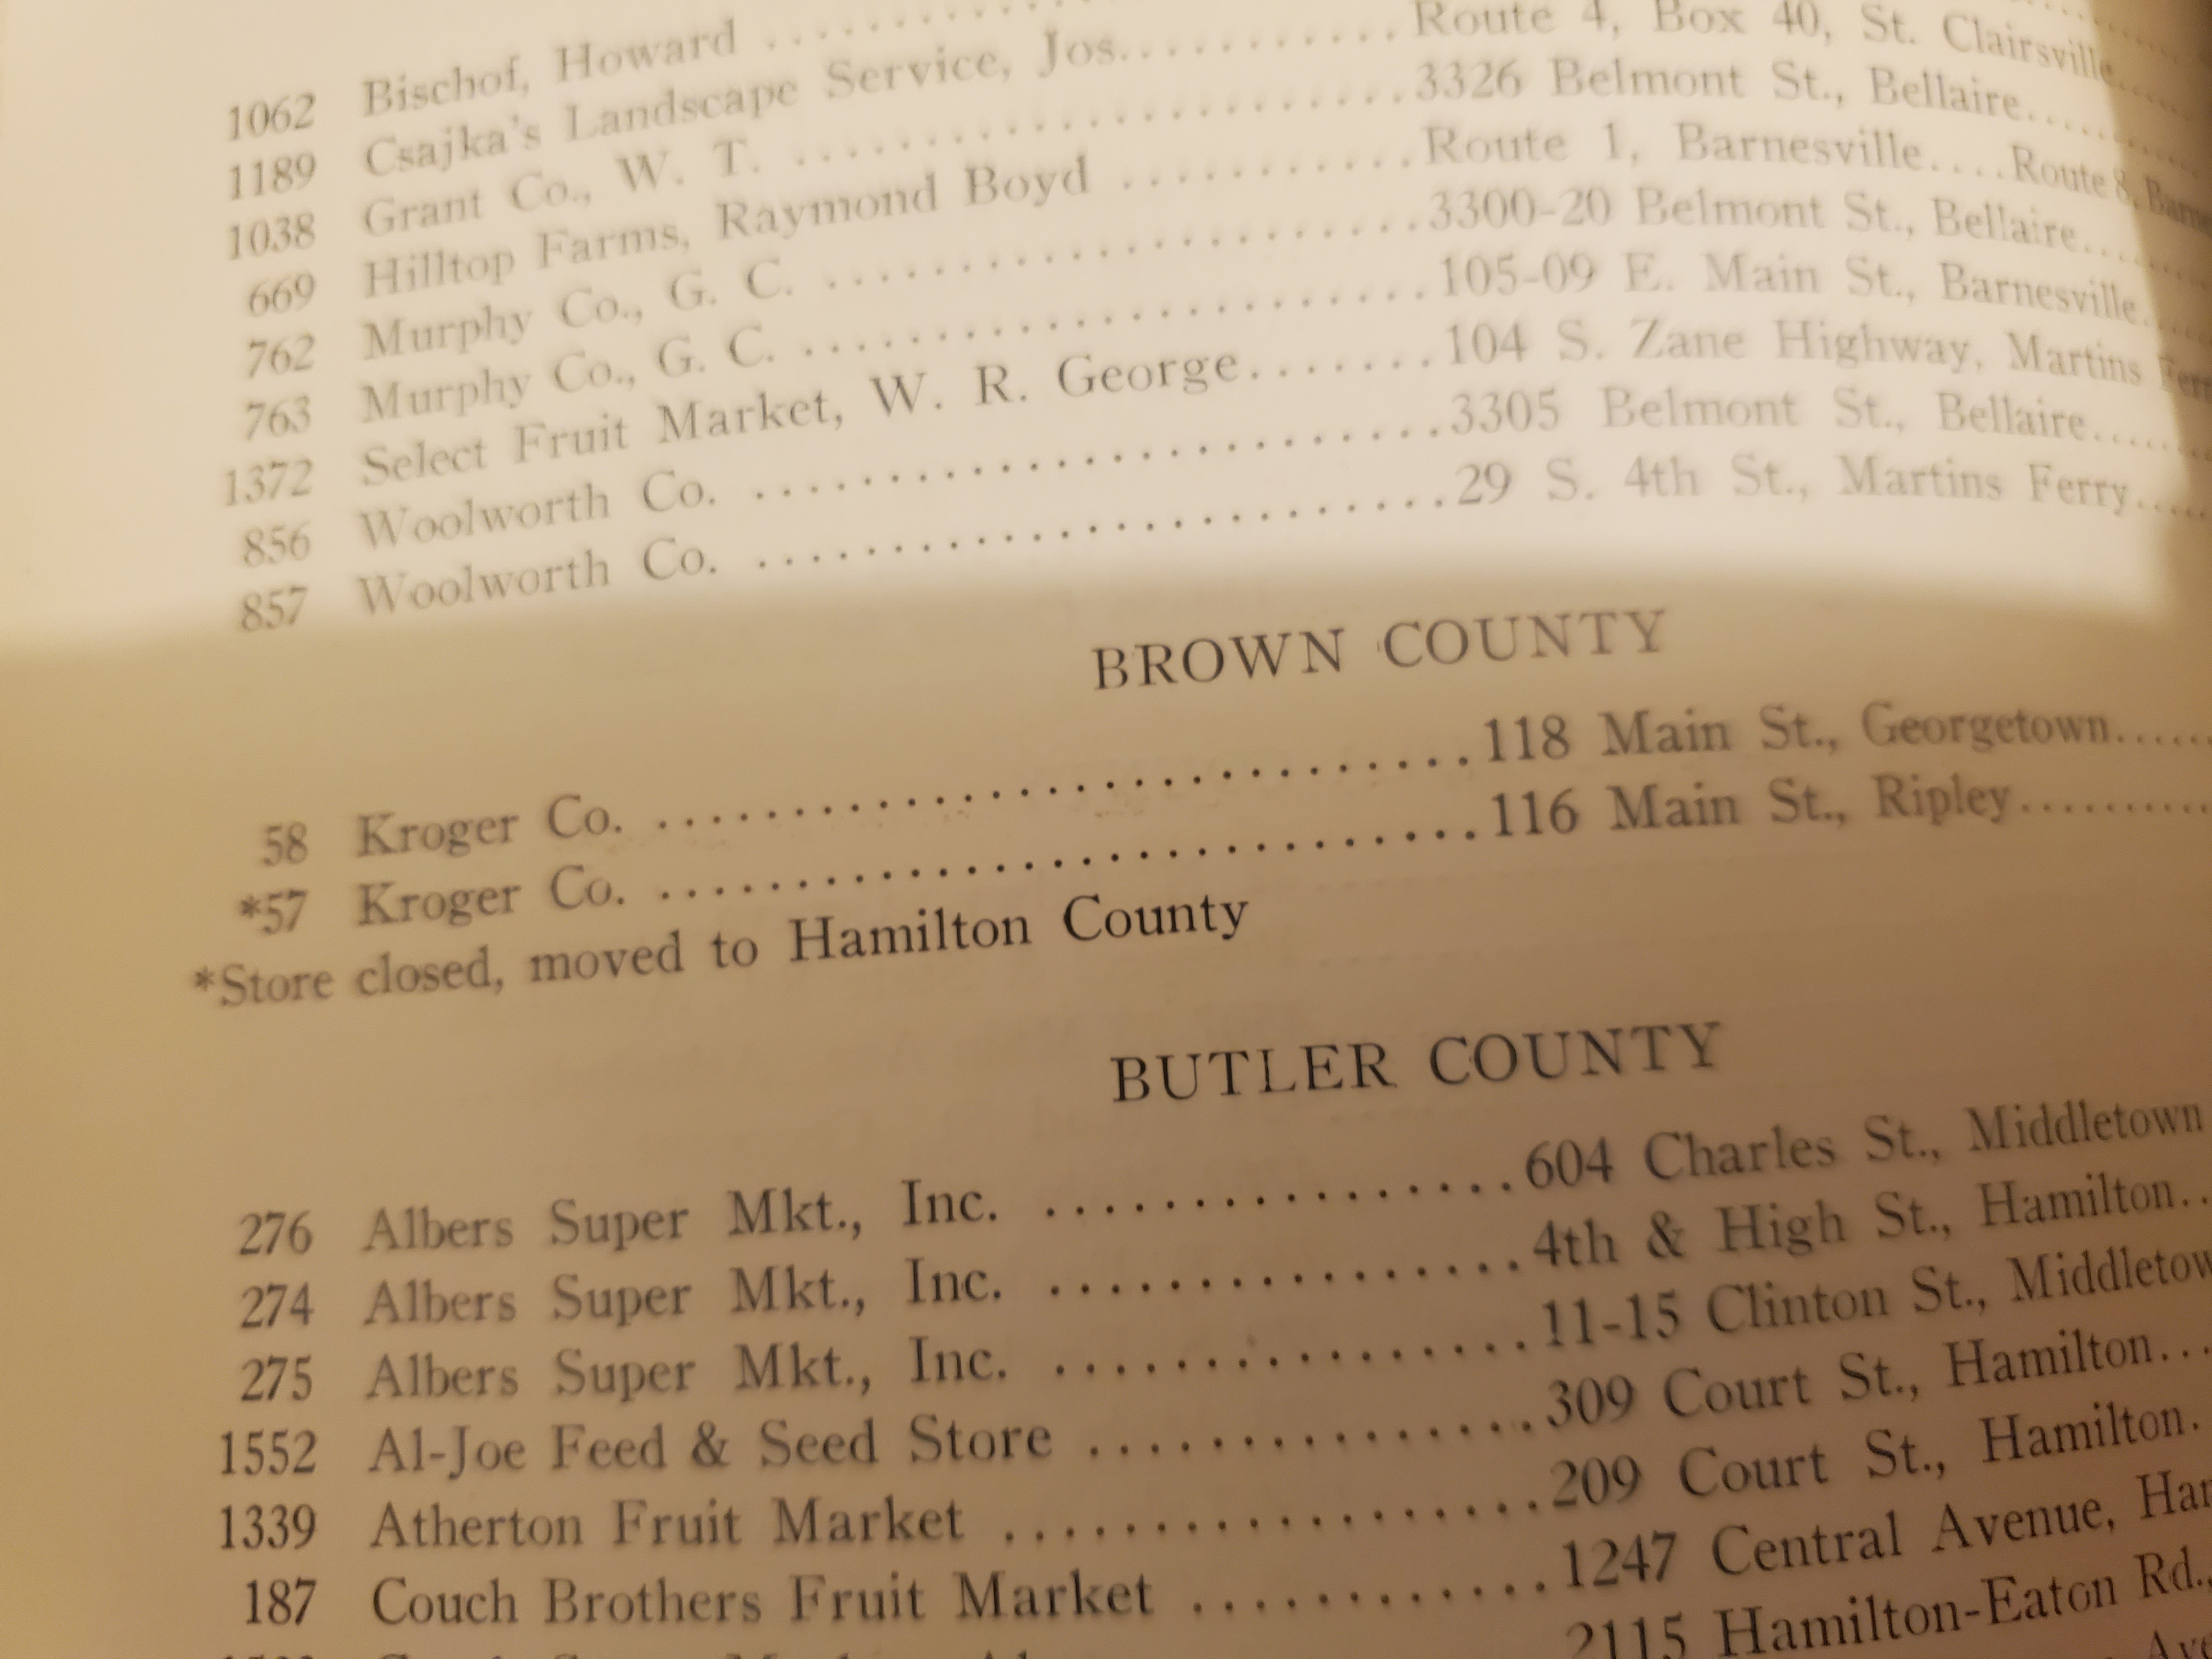 1062 Bischof, Howard ..........
1189 Csajka's Landscape Service, Jos. .......... Route 4, Box 40, St. Clairsville.....
1038 Grant Co., W. T. .......... 3326 Belmont St., Bellaire.....
669 Hilltop Farms, Raymond Boyd .......... Route 1, Barnesville....Route 8,
762 Murphy Co., G. C. .......... 3300-20 Belmont St., Bellaire....
763 Murphy Co., G. C. .......... 105-09 E. Main St., Barnesville....
1372 Select Fruit Market, W. R. George....... 104 S. Zane Highway, Martins
856 Woolworth Co. .......... 3305 Belmont St., Bellaire......
857 Woolworth Co. .......... 29 S. 4th St., Martins Ferry.....
BROWN COUNTY
58 Kroger Co. .......... 118 Main St., Georgetown......
*57 Kroger Co. .......... 116 Main St., Ripley..........
*Store closed, moved to Hamilton County
BUTLER COUNTY
276 Albers Super Mkt., Inc. .......... 604 Charles St., Middletown
274 Albers Super Mkt., Inc. .......... 4th & High St., Hamilton..
275 Albers Super Mkt., Inc. .......... 11-15 Clinton St., Middletow
1552 Al-Joe Feed & Seed Store .......... 309 Court St., Hamilton...
1339 Atherton Fruit Market .......... 209 Court St., Hamilton.
187 Couch Brothers Fruit Market .......... 1247 Central Avenue,
2115 Hamilton-Eaton Rd.,